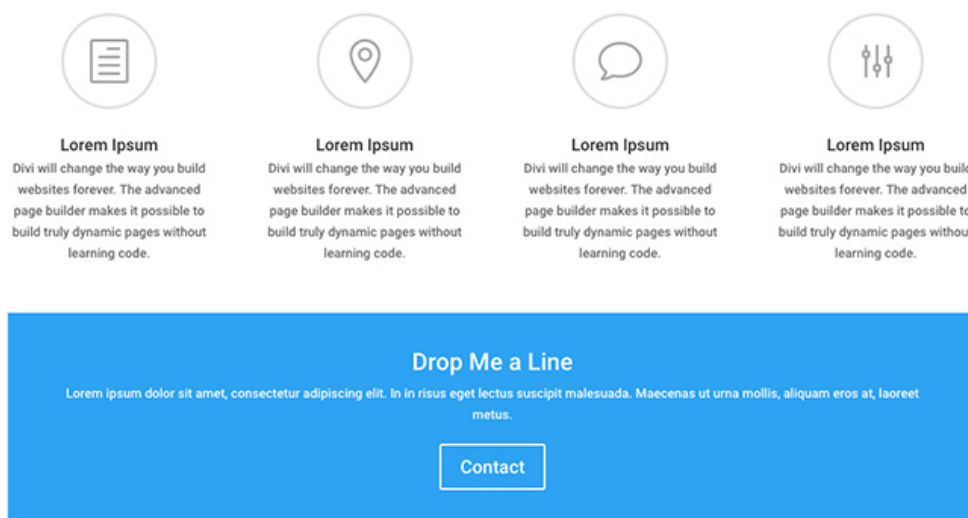 Lorem Ipsum
Divi will change the way you build
websites forever. The advanced
page builder makes it possible to
build truly dynamic pages without
learning code.
Lorem Ipsum
Divi will change the way you build
websites forever. The advanced
page builder makes it possible to
build truly dynamic pages without
learning code.
Lorem Ipsum
Divi will change the way you build
websites forever. The advanced
page builder makes it possible to
build truly dynamic pages without
learning code.
Lorem Ipsum
Divi will change the way you build
websites forever. The advanced
page builder makes it possible to
build truly dynamic pages without
learning code.
Drop Me a Line
Lorem ipsum dolor sit amet, consectetur adipiscing elit. In in risus eget lectus suscipit malesuada. Maecenas ut urna mollis, aliquam eros at, laoreet
metus.
Contact